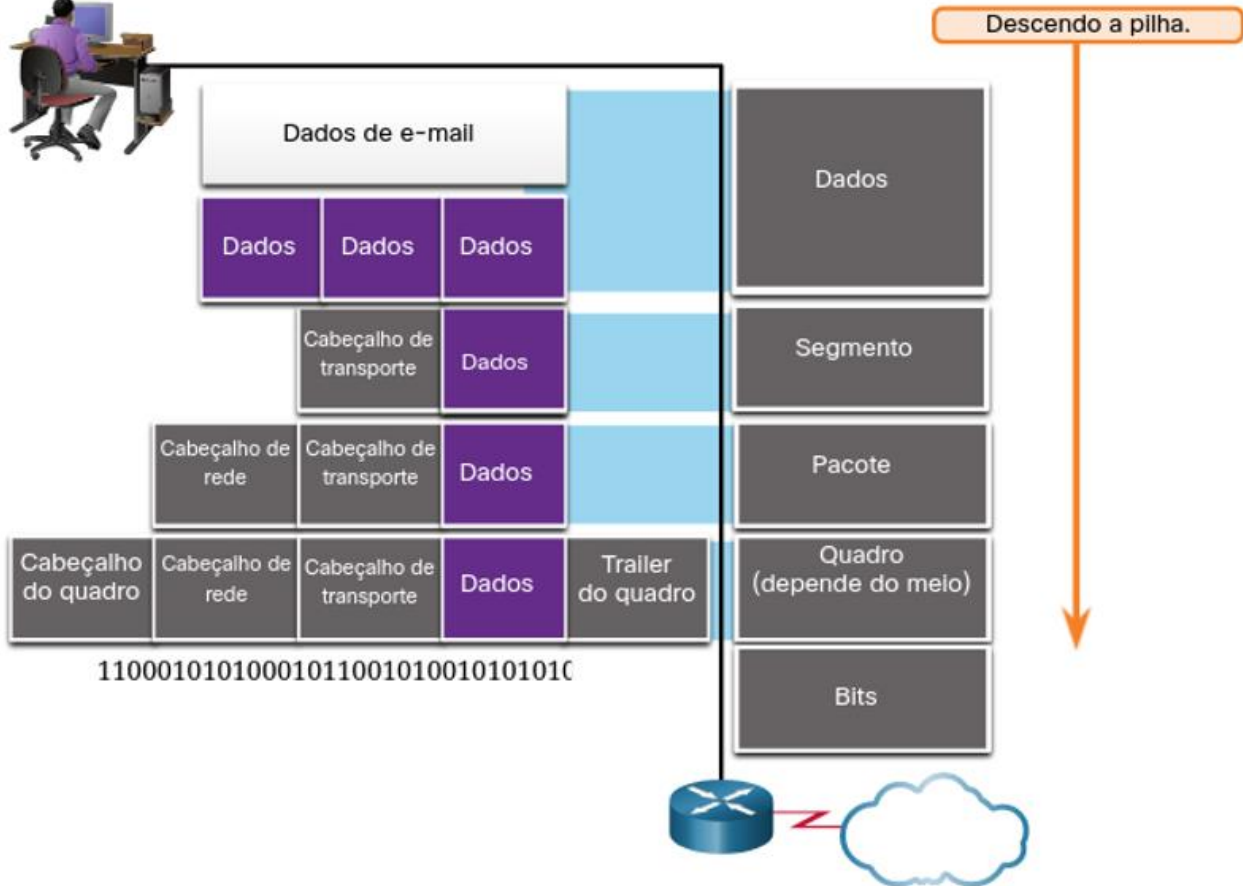 Descendo a pilha.
Dados de e-mail
Dados
Dados
Dados
Dados
Cabeçalho de
transporte
Dados
Segmento
Cabeçalho de
rede
Cabeçalho de
transporte
Dados
Pacote
Cabeçalho
do quadro
Cabeçalho de
rede
Cabeçalho de
transporte
Dados
Trailer
do quadro
Quadro
(depende do meio)
11000101010001011001010010101010
Bits